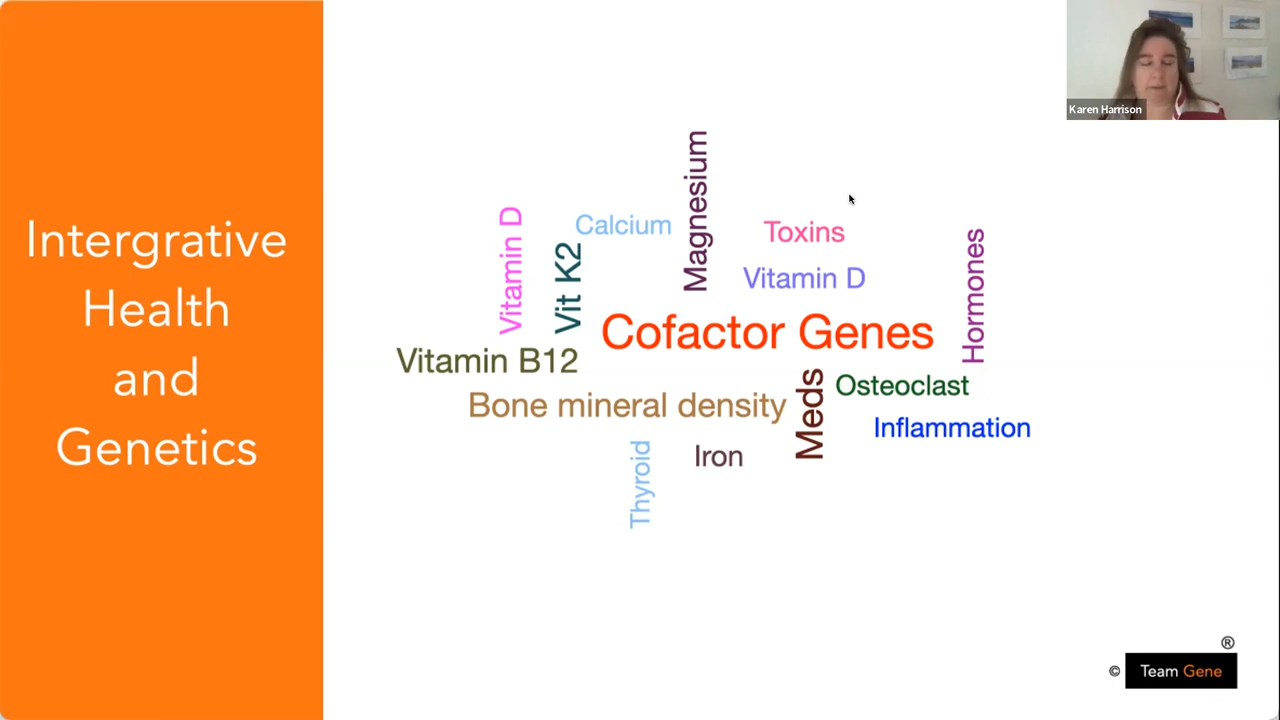 Intergrative
Health
and
Genetics
Karen Harrison
Magnesium
Vitamin D
Calcium
Vit K2
Toxins
Vitamin D
Hormones
Cofactor Genes
Vitamin B12
Meds
Osteoclast
Bone mineral density
Inflammation
Thyroid
Iron
®
© Team Gene